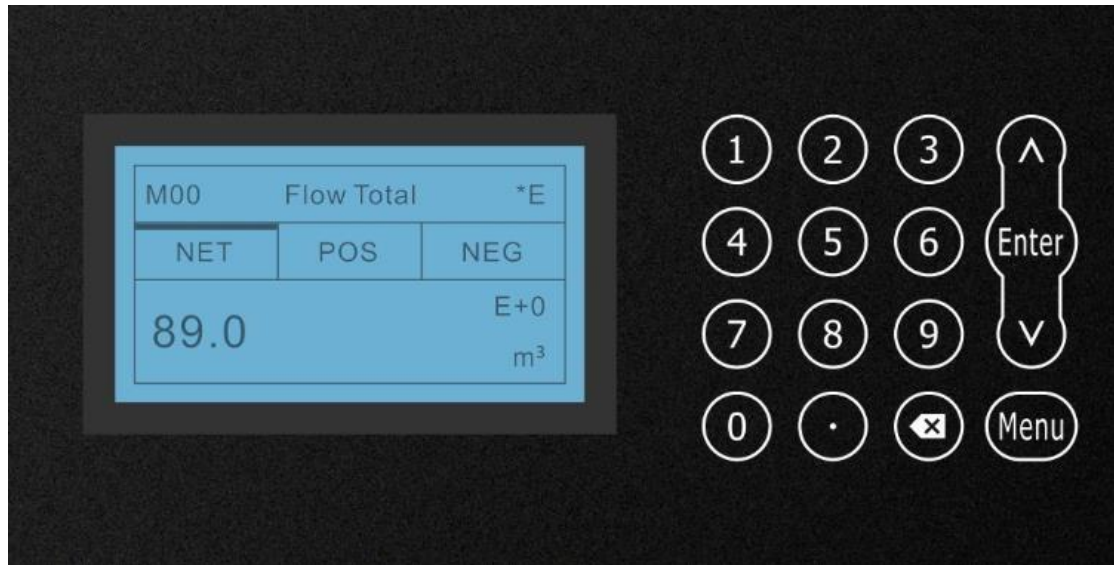 M00 Flow Total *E
NET POS NEG
89.0 E+0
m³
1 2 3 ∧
4 5 6 Enter
7 8 9 ∨
0 . Menu